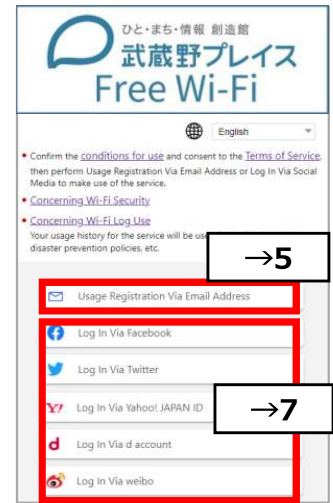 ひと・まち・情報 創造館
武蔵野プレイス
Free Wi-Fi
English
• Confirm the conditions for use and consent to the Terms of Service,
then perform Usage Registration Via Email Address or Log In Via Social
Media to make use of the service.
• Concerning Wi-Fi Security
• Concerning Wi-Fi Log Use
Your usage history for the service will be use
disaster prevention policies, etc.
→5
Usage Registration Via Email Address
Log In Via Facebook
Log In Via Twitter
Y! Log In Via Yahoo! JAPAN ID
→7
d Log In Via d account
Log In Via weibo